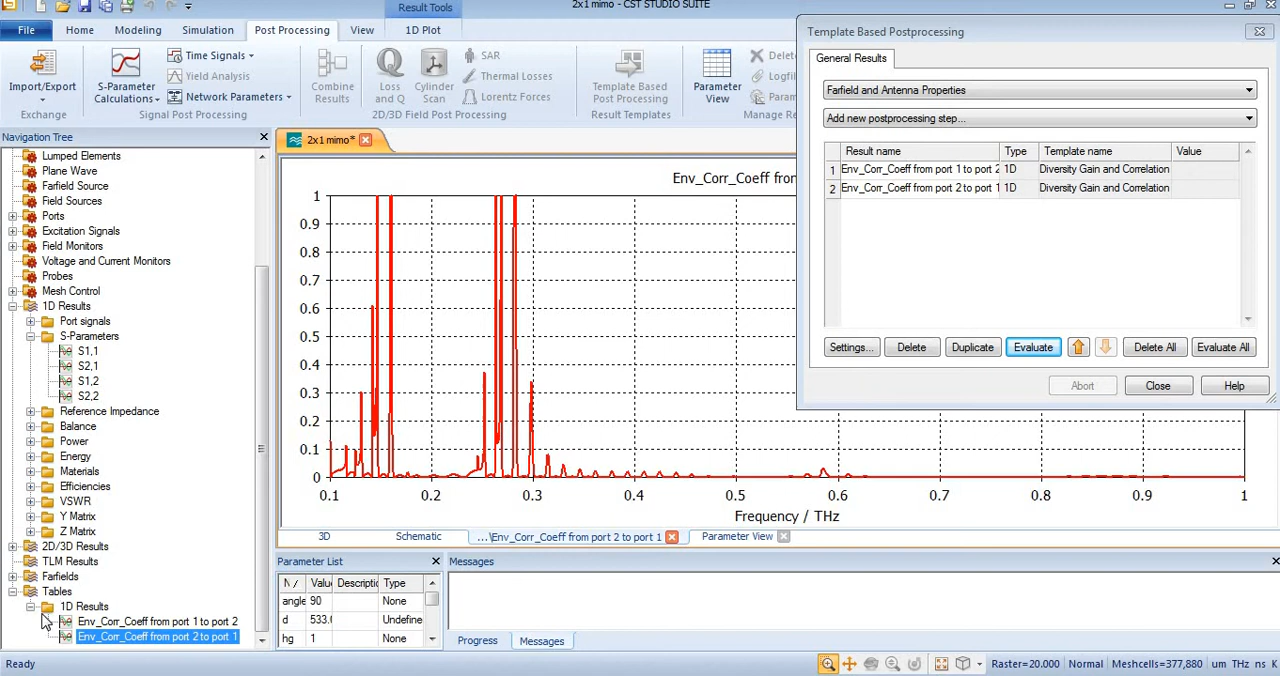 2x1 mimo - CST STUDIO SUITE
Result Tools
File
Home
Modeling
Simulation
Post Processing
View
1D Plot
Import/Export
Exchange
S-Parameter
Calculations
Time Signals
Yield Analysis
Network Parameters
Signal Post Processing
Combine
Results
Loss
and Q
Cylinder
Scan
SAR
Thermal Losses
Lorentz Forces
2D/3D Field Post Processing
Template Based
Post Processing
Result Templates
Parameter
View
Delete
Logfil
Param
Manage Re
Template Based Postprocessing
General Results
Farfield and Antenna Properties
Add new postprocessing step...
Result name Type Template name Value
1 Env_Corr_Coeff from port 1 to port 2 1D Diversity Gain and Correlation
2 Env_Corr_Coeff from port 2 to port 1 1D Diversity Gain and Correlation
Settings... Delete Duplicate Evaluate Delete All Evaluate All
Abort Close Help
Navigation Tree
Lumped Elements
Plane Wave
Farfield Source
Field Sources
Ports
Excitation Signals
Field Monitors
Voltage and Current Monitors
Probes
Mesh Control
1D Results
Port signals
S-Parameters
S1,1
S2,1
S1,2
S2,2
Reference Impedance
Balance
Power
Energy
Materials
Efficiencies
VSWR
Y Matrix
Z Matrix
2D/3D Results
TLM Results
Farfields
Tables
1D Results
Env_Corr_Coeff from port 1 to port 2
Env_Corr_Coeff from port 2 to port 1
2x1 mimo*
Env_Corr_Coeff from
1
0.9
0.8
0.7
0.6
0.5
0.4
0.3
0.2
0.1
0
0.1 0.2 0.3 0.4 0.5 0.6 0.7 0.8 0.9 1
Frequency / THz
3D
Schematic
...\Env_Corr_Coeff from port 2 to port 1
Parameter View
Parameter List
N Valu Descripti Type
angle 90 None
d 533.0 Undefine
hg 1 None
Messages
Progress
Messages
Ready
Raster=20.000 Normal Meshcells=377,880 um THz ns K